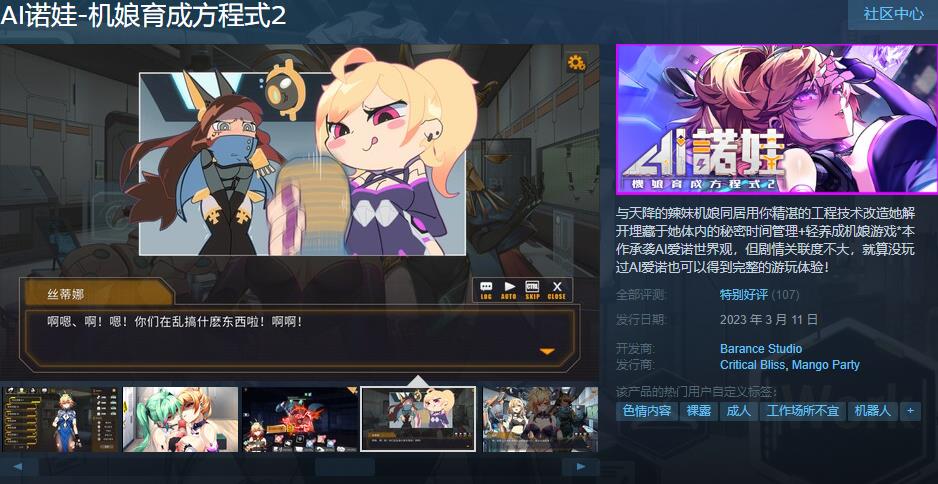 AI诺娃-机娘育成方程式2
社区中心
AI諾娃
機娘育成方程式2
与天降的辣妹机娘同居用你精湛的工程技术改造她解
开埋藏于她体内的秘密时间管理+轻养成机娘游戏*本
作承袭AI爱诺世界观，但剧情关联度不大，就算没玩
过AI爱诺也可以得到完整的游玩体验！
全部评测: 特别好评 (107)
发行日期: 2023 年 3 月 11 日
开发商: Barance Studio
发行商: Critical Bliss, Mango Party
该产品的热门用户自定义标签:
色情内容 裸露 成人 工作场所不宜 机器人 +
丝蒂娜
LOG AUTO CTRL SKIP CLOSE
啊嗯、啊！嗯！你们在乱搞什麽东西啦！啊啊！